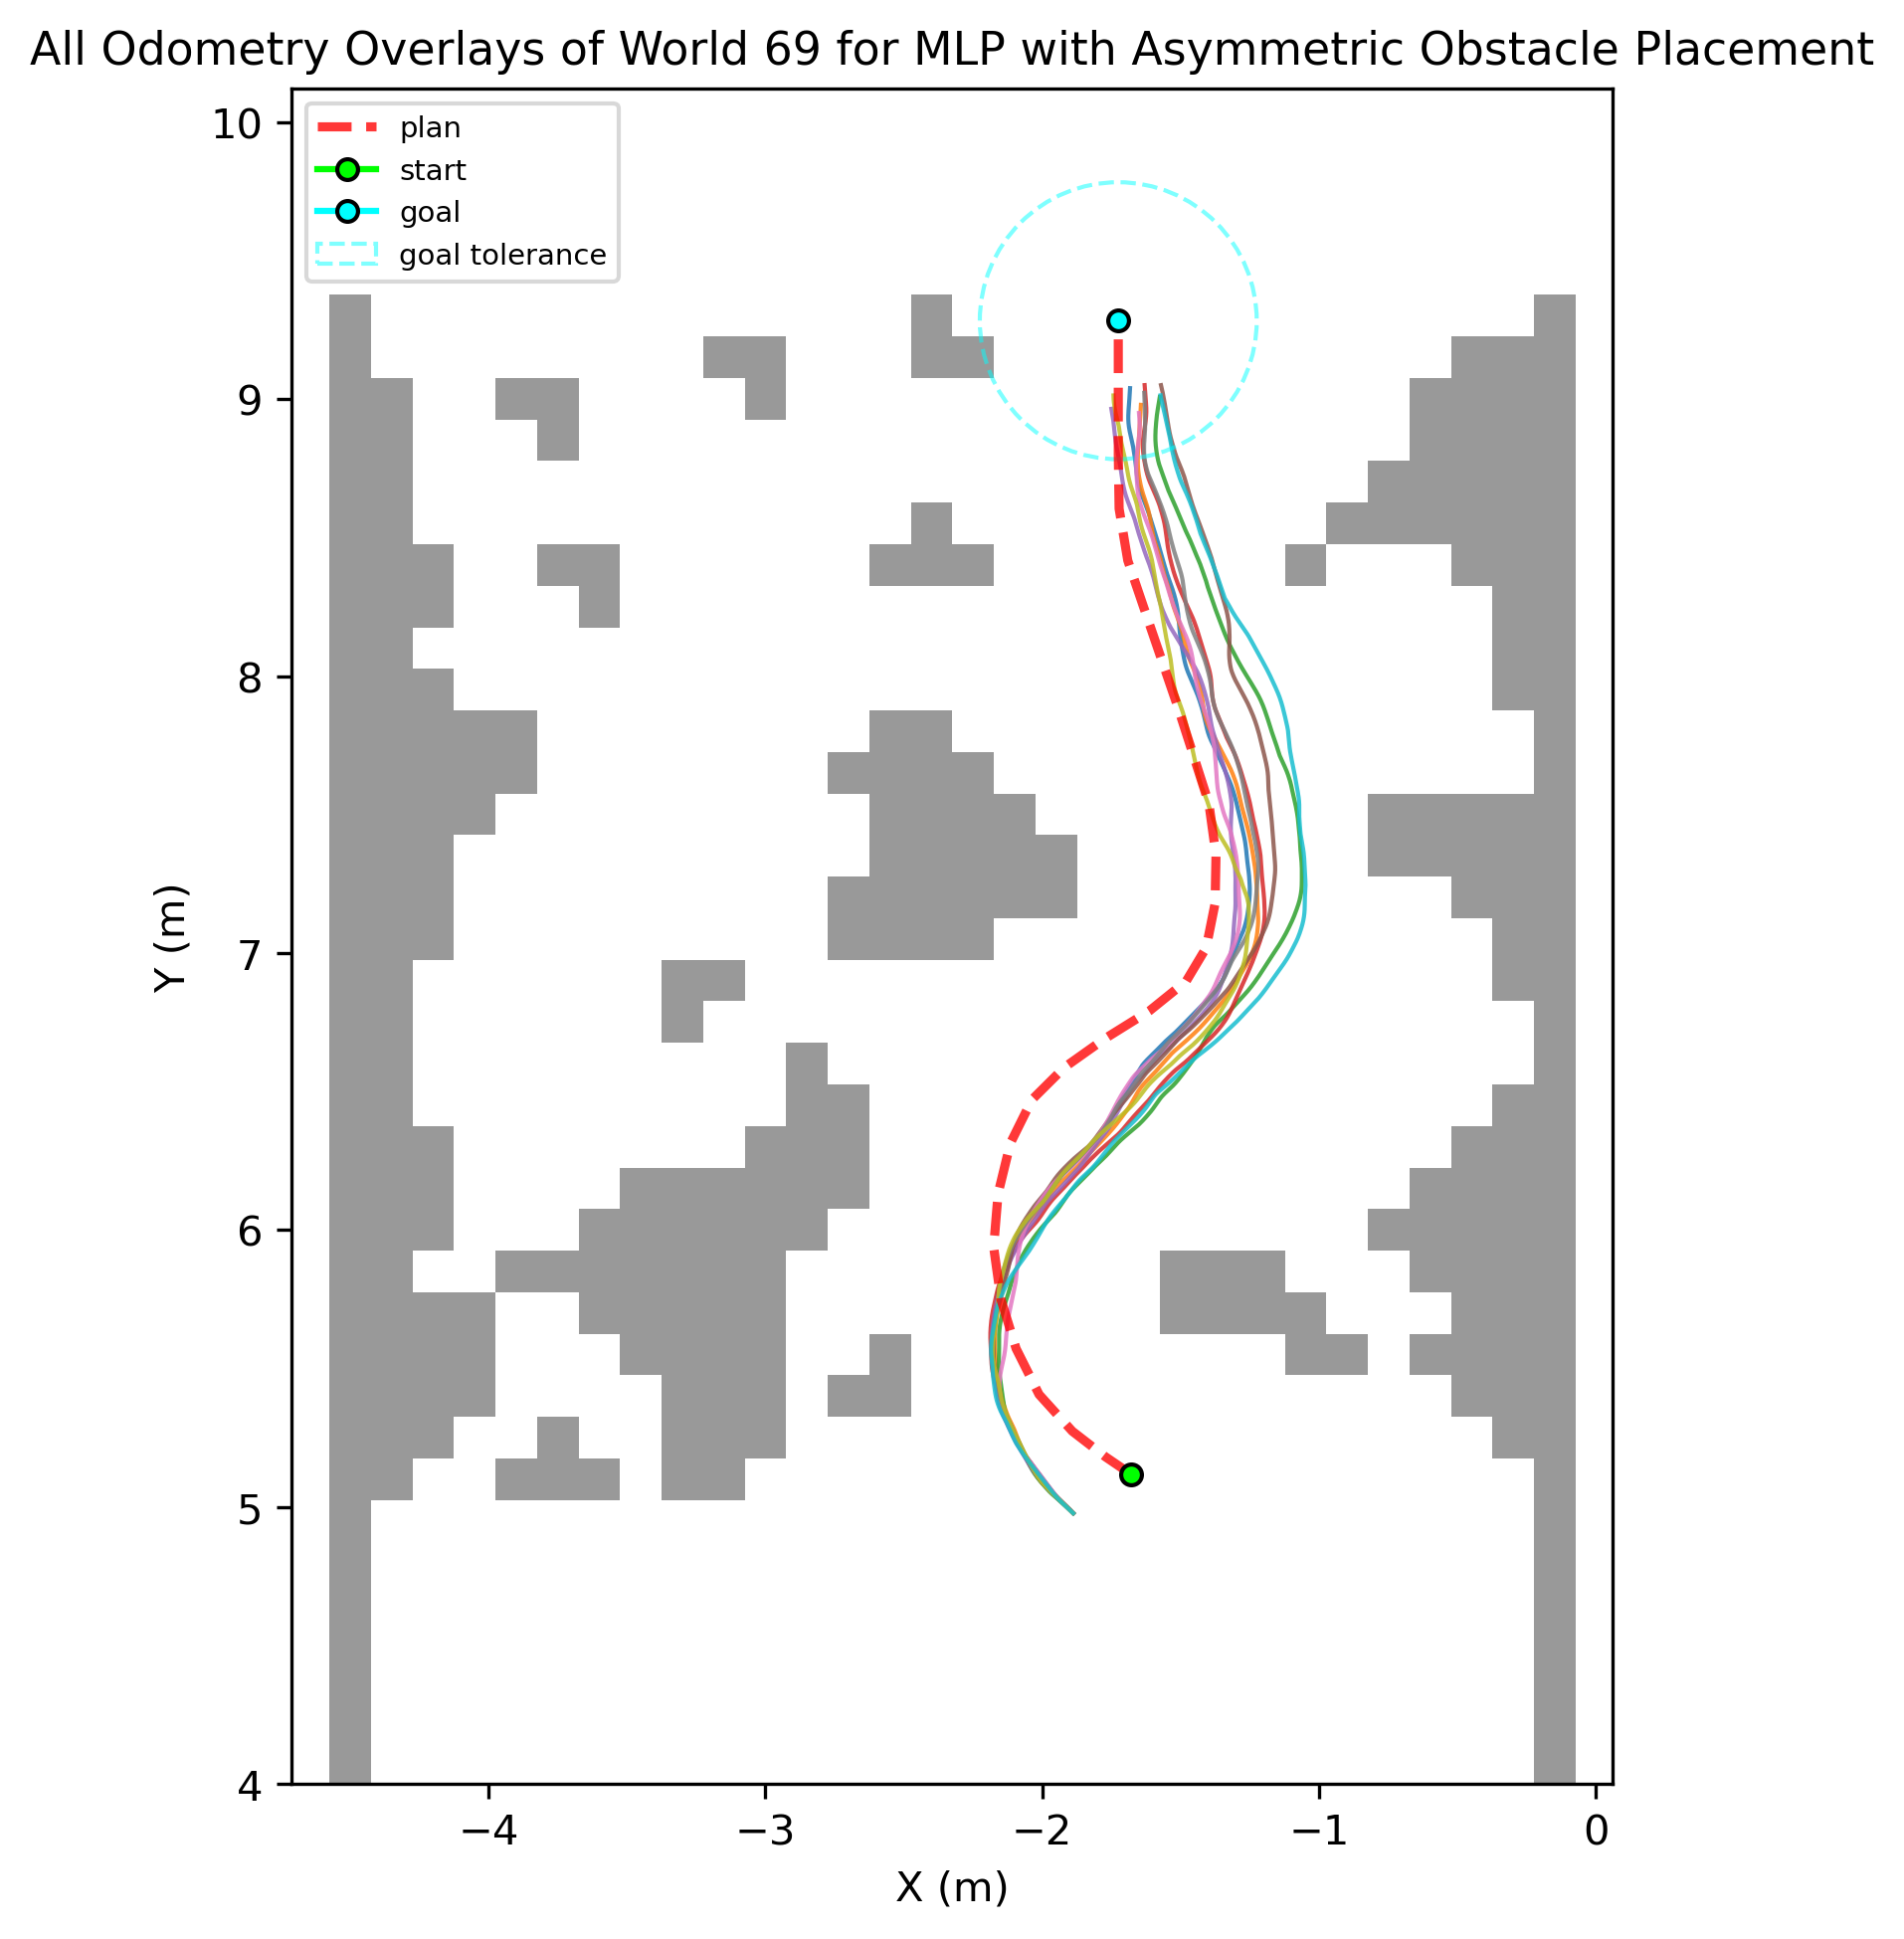 All Odometry Overlays of World 69 for MLP with Asymmetric Obstacle Placement
plan
start
goal
goal tolerance
10
9
8
7
6
5
4
Y (m)
−4
−3
−2
−1
0
X (m)